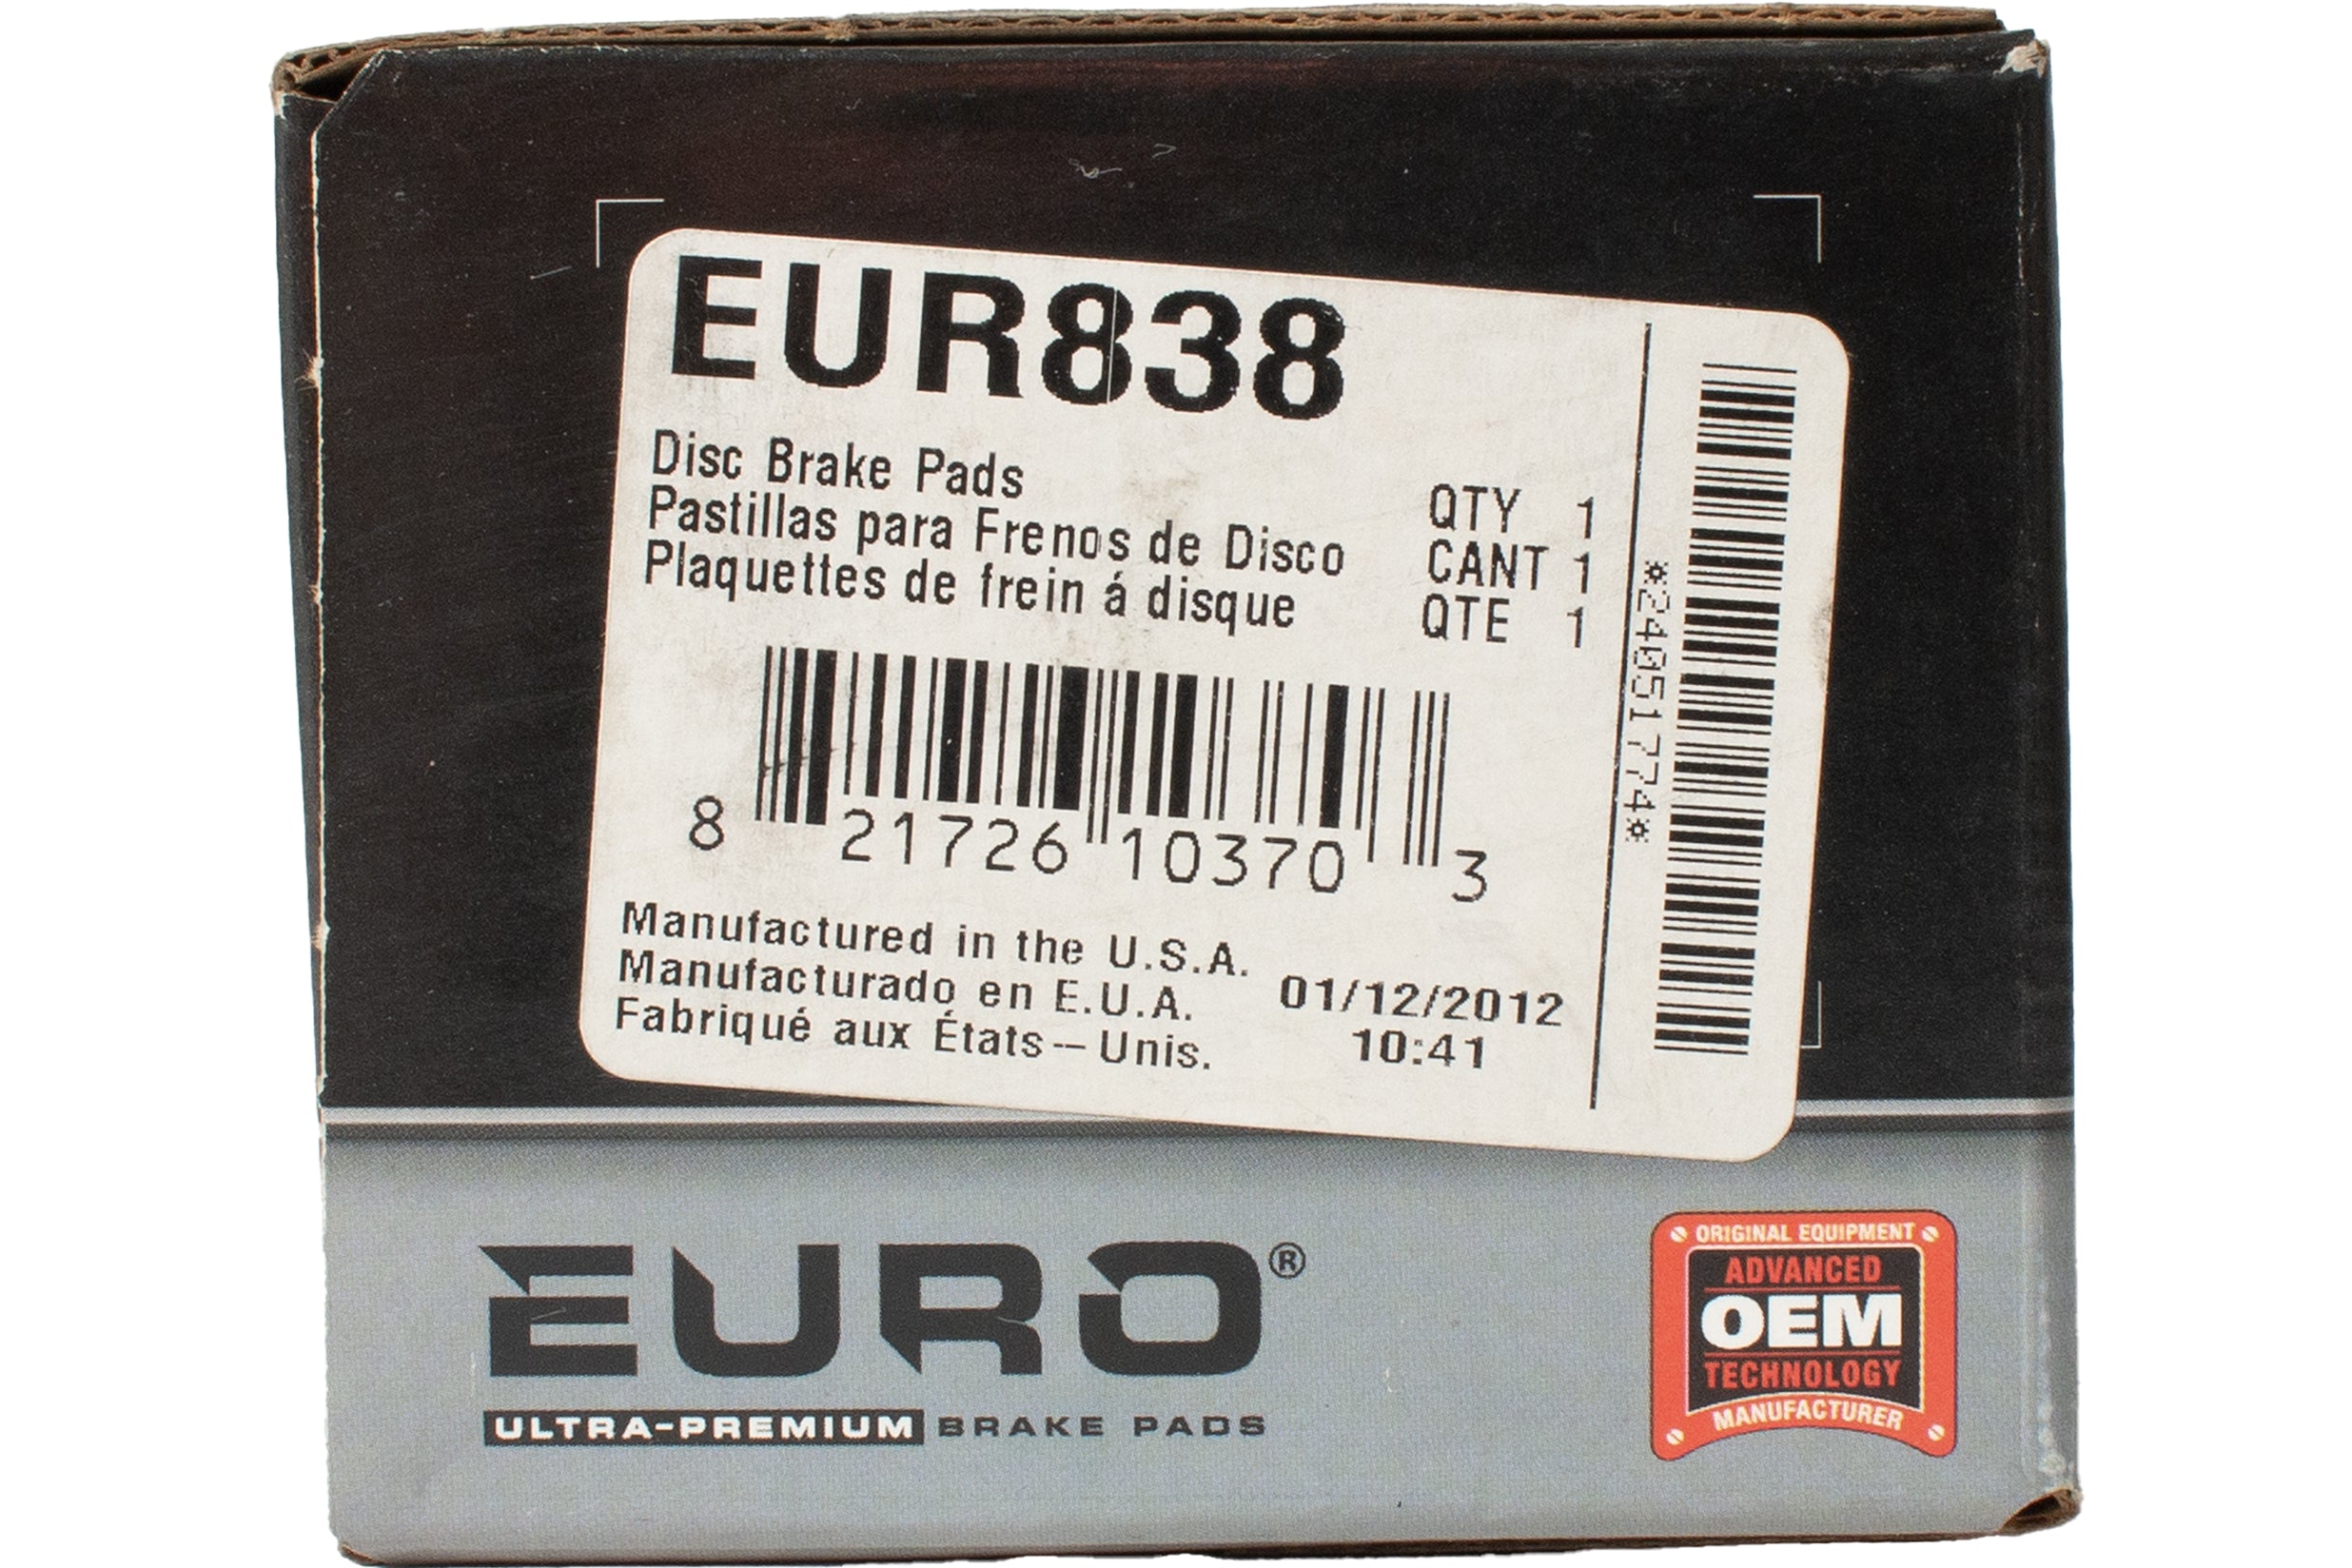 EUR838
Disc Brake Pads
Pastillas para Frenos de Disco
Plaquettes de frein á disque
QTY 1
CANT 1
QTE 1
8 21726 10370 3
*24051774*
Manufactured in the U.S.A.
Manufacturado en E.U.A.
Fabriqué aux États-- Unis.
01/12/2012
10:41
EURO®
ULTRA-PREMIUM BRAKE PADS
ORIGINAL EQUIPMENT
ADVANCED
OEM
TECHNOLOGY
MANUFACTURER